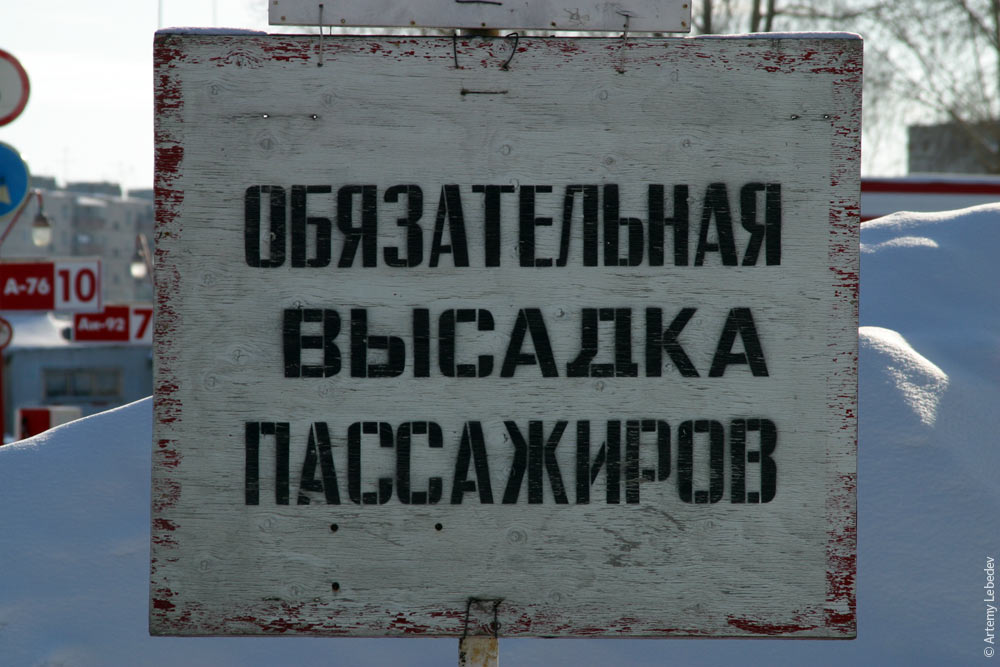 ОБЯЗАТЕЛЬНАЯ
ВЫСАДКА
ПАССАЖИРОВ
А-76 10
Аи-92 7
© Artemy Lebedev